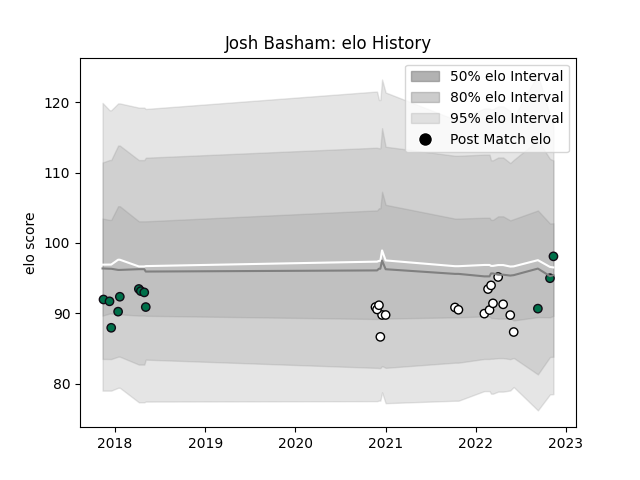 Josh Basham: elo History
50% elo Interval
80% elo Interval
95% elo Interval
Post Match elo
elo score
120
110
100
90
80
2018
2019
2020
2021
2022
2023